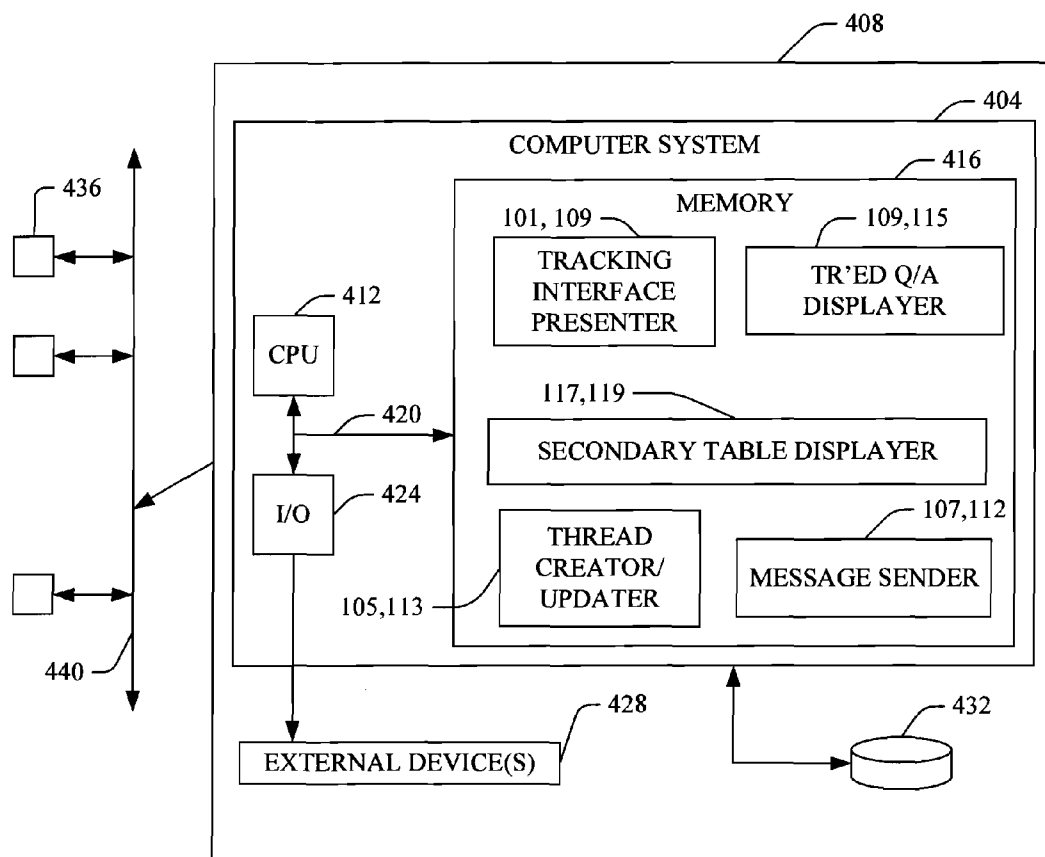 408
404
COMPUTER SYSTEM
416
436
MEMORY
101, 109
109,115
TRACKING
INTERFACE
PRESENTER
TR'ED Q/A
DISPLAYER
412
CPU
117,119
420
SECONDARY TABLE DISPLAYER
I/O
424
107,112
THREAD
CREATOR/
UPDATER
MESSAGE SENDER
105,113
440
428
432
EXTERNAL DEVICE(S)